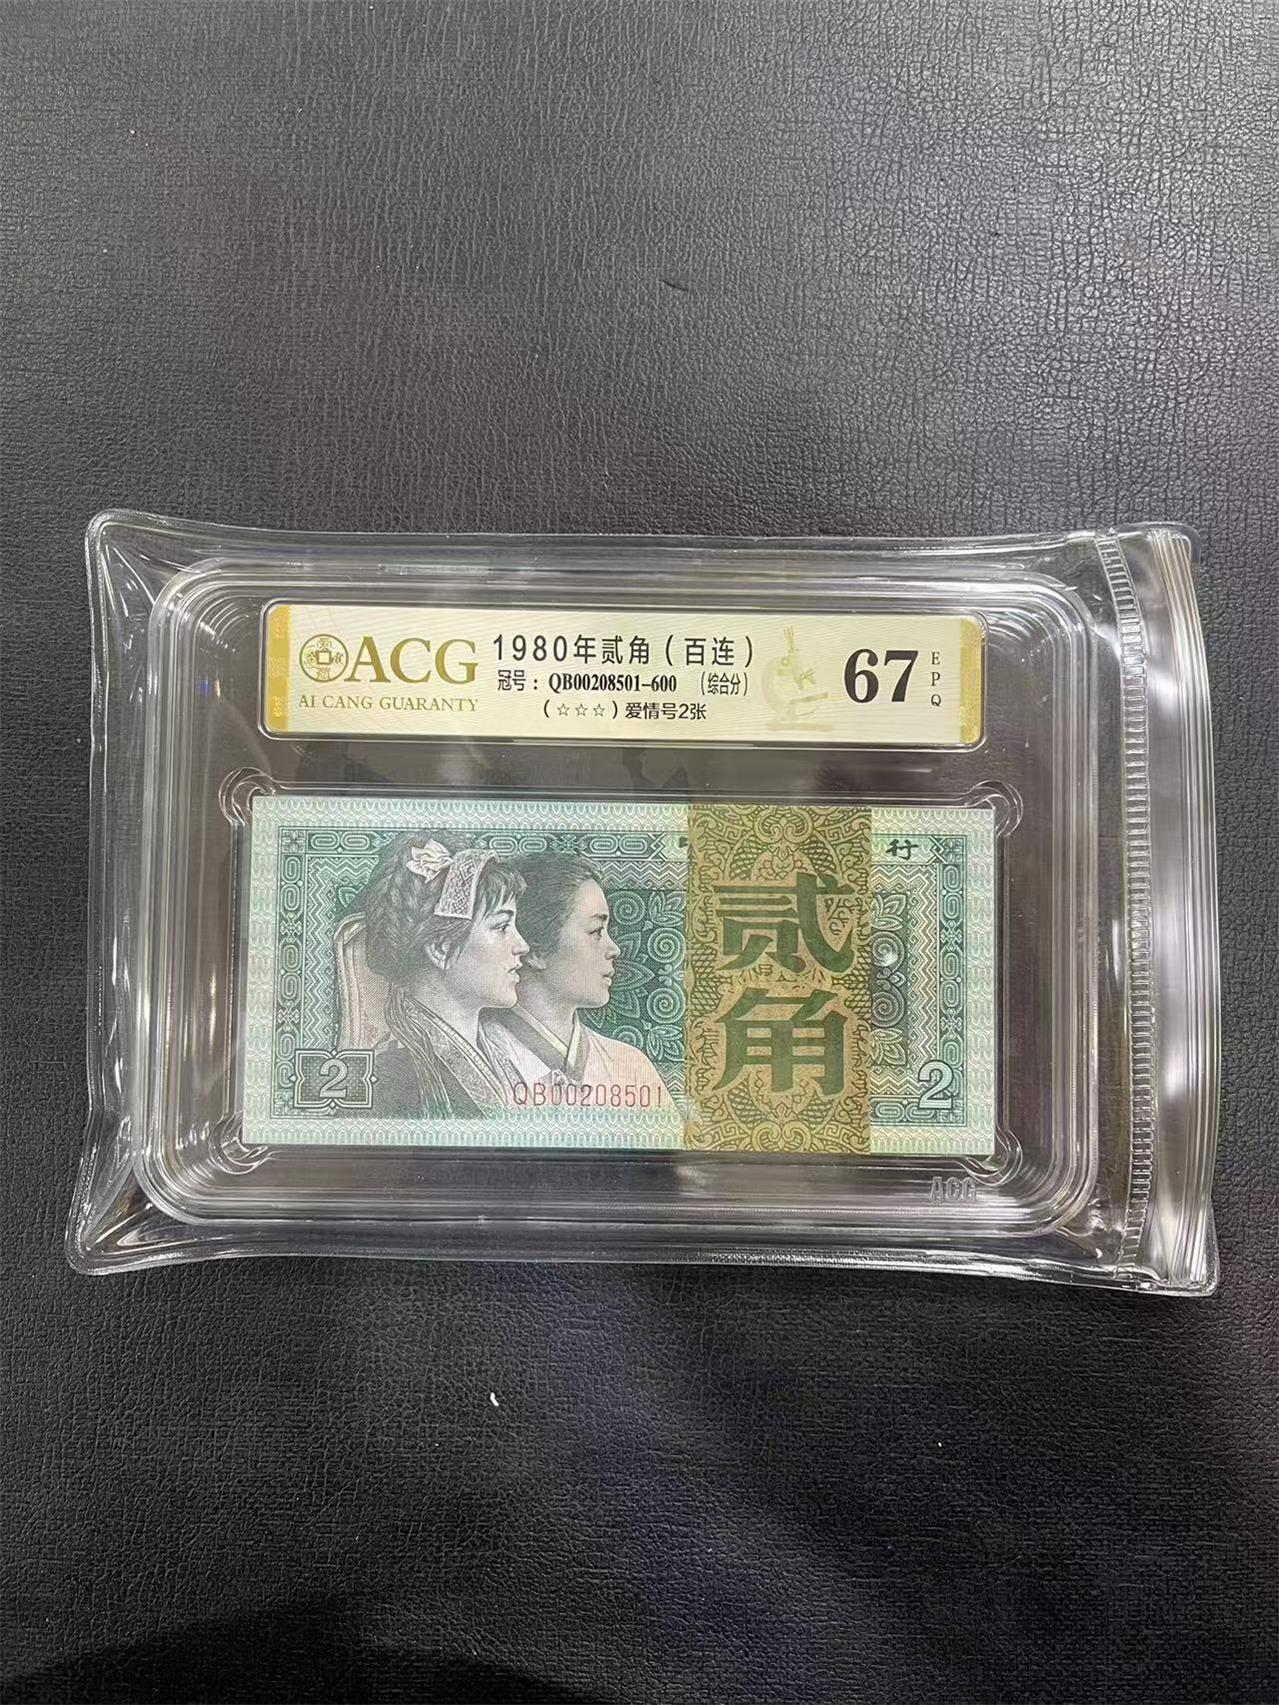 ACG
AI CANG GUARANTY
1980年贰角（百连）
冠号：QB00208501-600 （综合分）
（☆☆☆）爱情号2张
67
EPQ
行
贰角
2
QB00208501
2
ACG